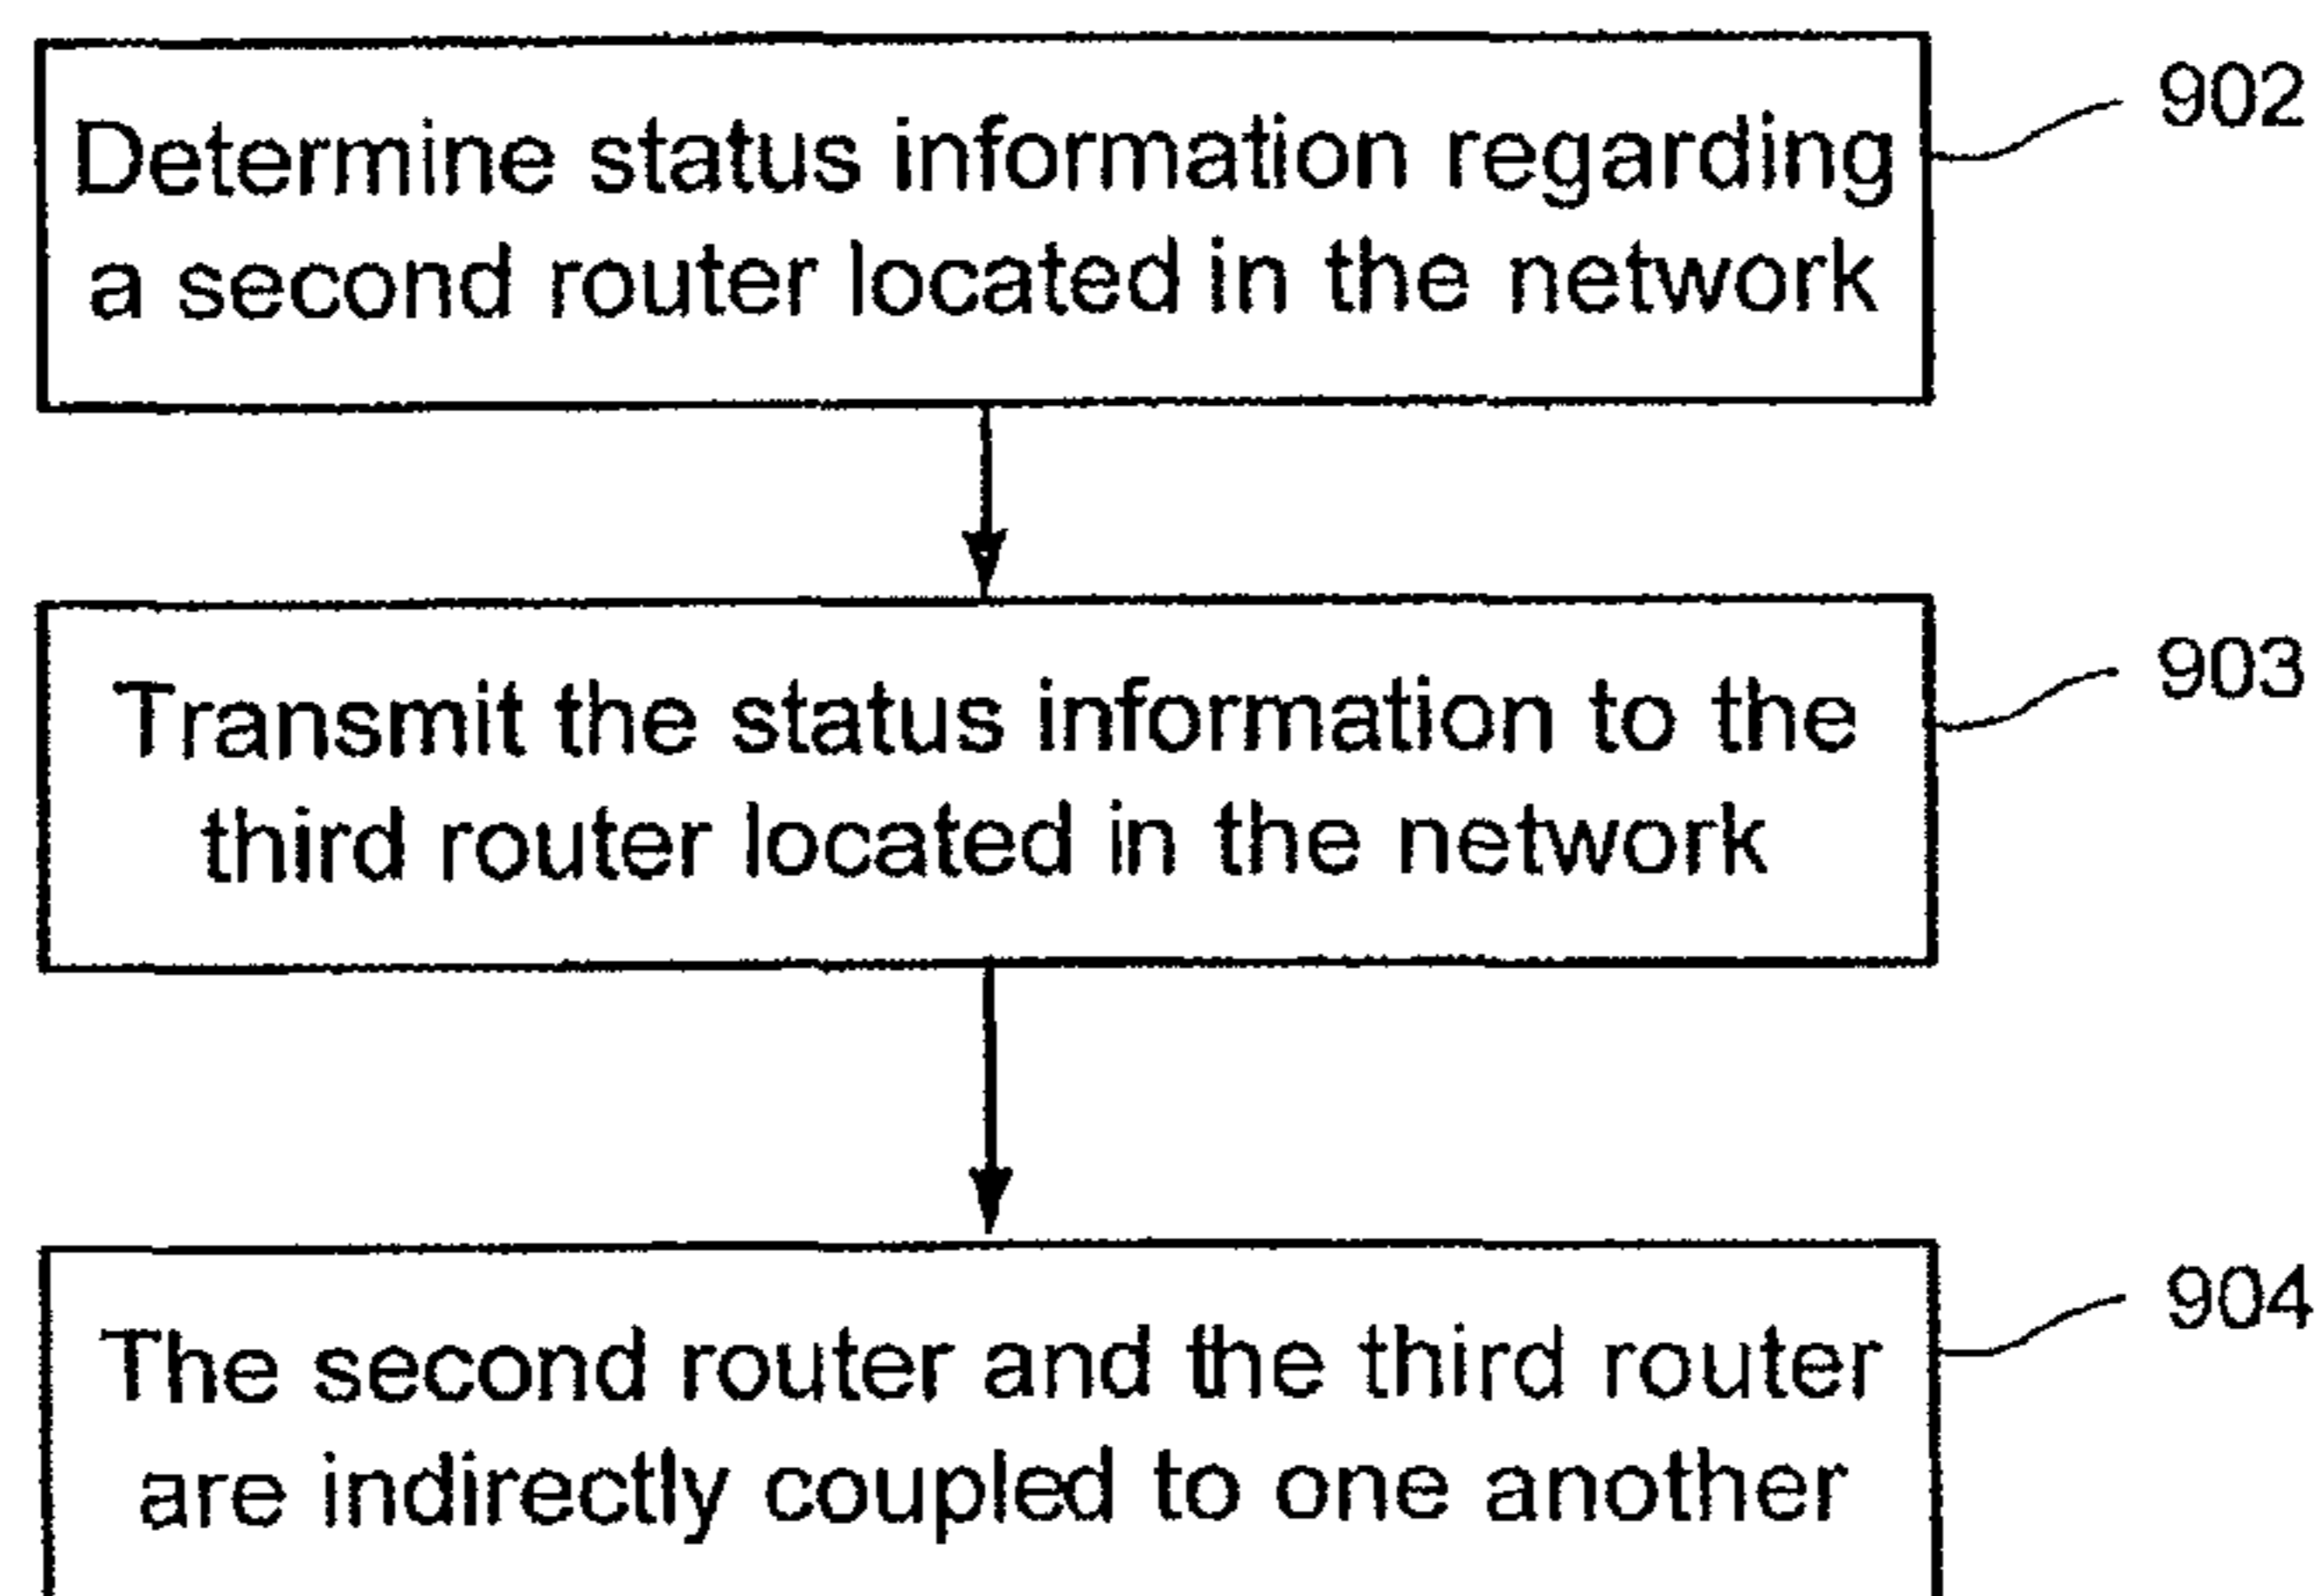 Determine status information regarding
a second router located in the network
902
Transmit the status information to the
third router located in the network
903
The second router and the third router
are indirectly coupled to one another
904